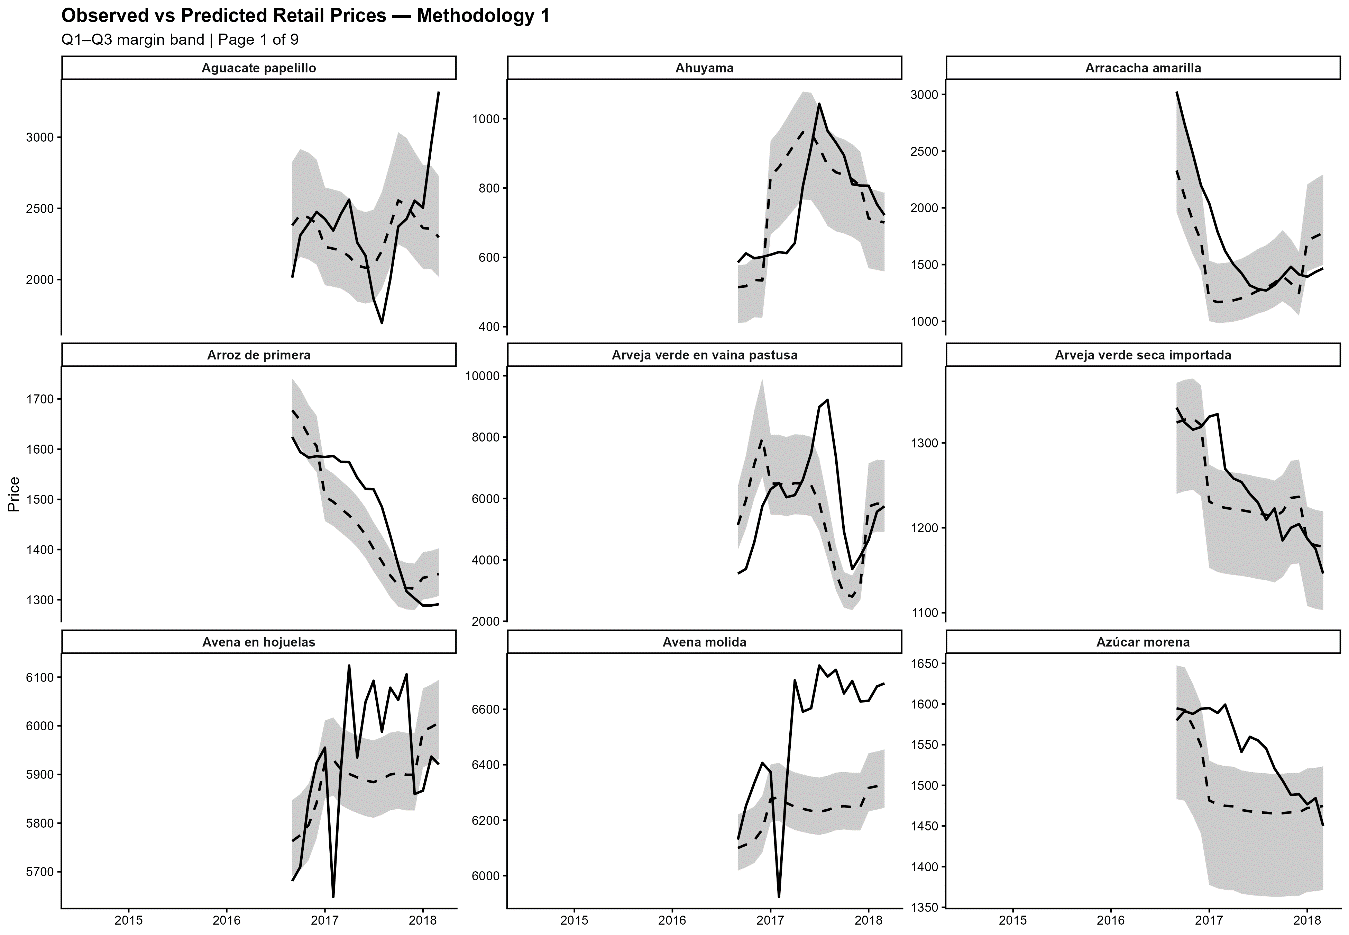 Observed vs Predicted Retail Prices — Methodology 1
Q1–Q3 margin band | Page 1 of 9
Aguacate papelillo
Ahuyama
Arracacha amarilla
3000
2500
2000
1000
800
600
400
3000
2500
2000
1500
1000
Arroz de primera
Arveja verde en vaina pastusa
Arveja verde seca importada
Price
1700
1600
1500
1400
1300
10000
8000
6000
4000
2000
1300
1200
1100
Avena en hojuelas
Avena molida
Azúcar morena
6100
6000
5900
5800
5700
6600
6400
6200
6000
1650
1600
1550
1500
1450
1400
1350
2015 2016 2017 2018
2015 2016 2017 2018
2015 2016 2017 2018